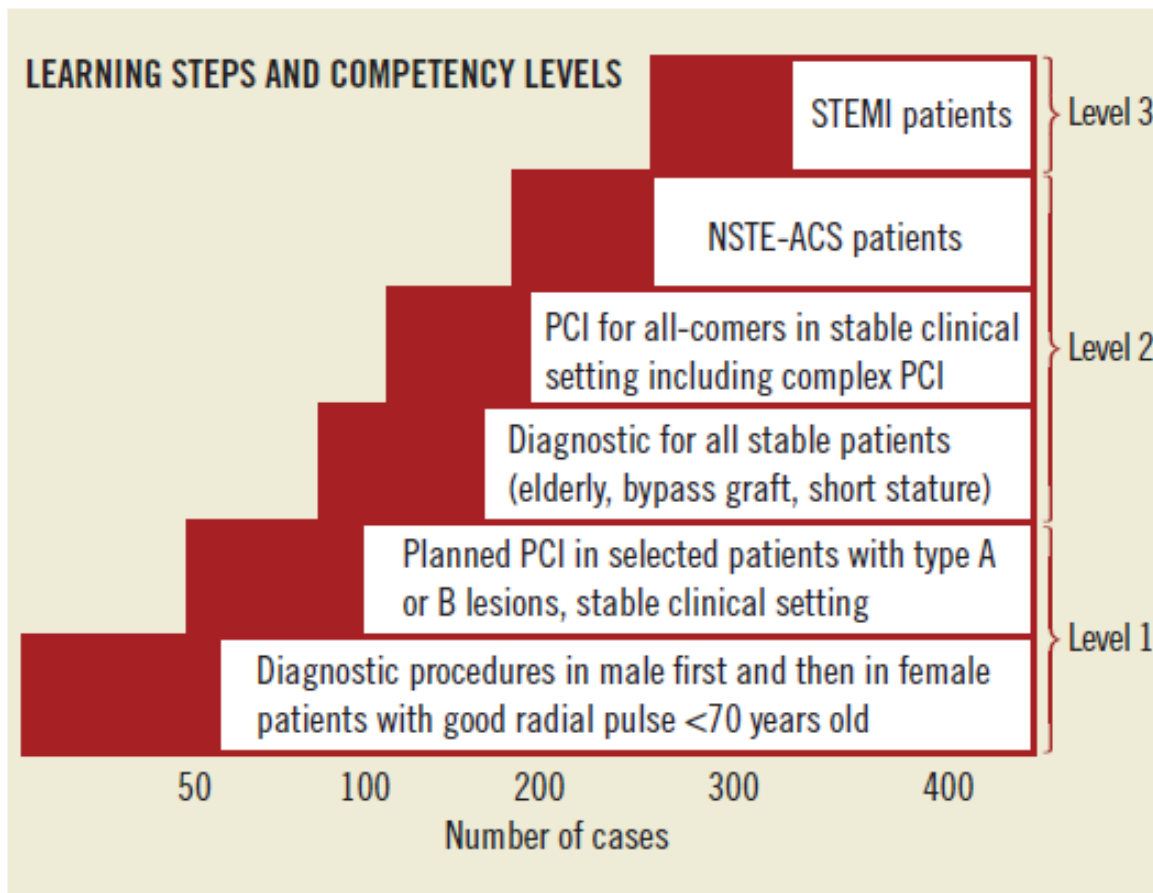 LEARNING STEPS AND COMPETENCY LEVELS
STEMI patients
Level 3
NSTE-ACS patients
PCI for all-comers in stable clinical
setting including complex PCI
Level 2
Diagnostic for all stable patients
(elderly, bypass graft, short stature)
Planned PCI in selected patients with type A
or B lesions, stable clinical setting
Level 1
Diagnostic procedures in male first and then in female
patients with good radial pulse <70 years old
50 100 200 300 400
Number of cases